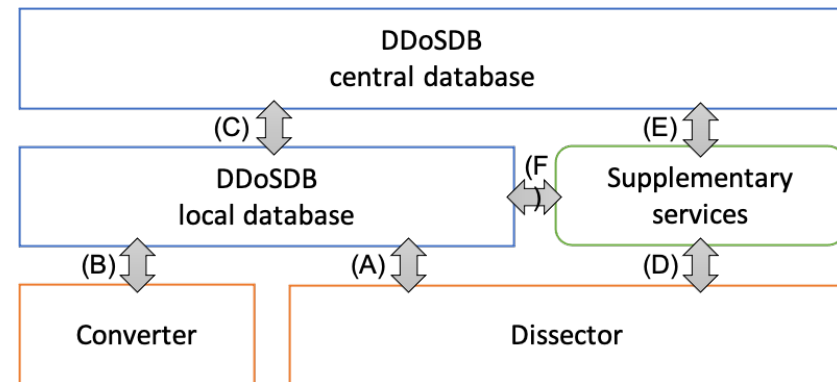 DDoSDB
central database
(C)
(E)
DDoSDB
local database
(F
)
Supplementary
services
(B)
(A)
(D)
Converter
Dissector